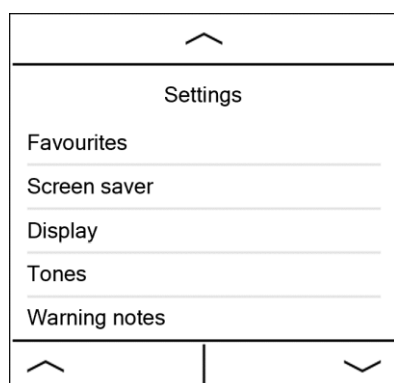 Settings
Favourites
Screen saver
Display
Tones
Warning notes